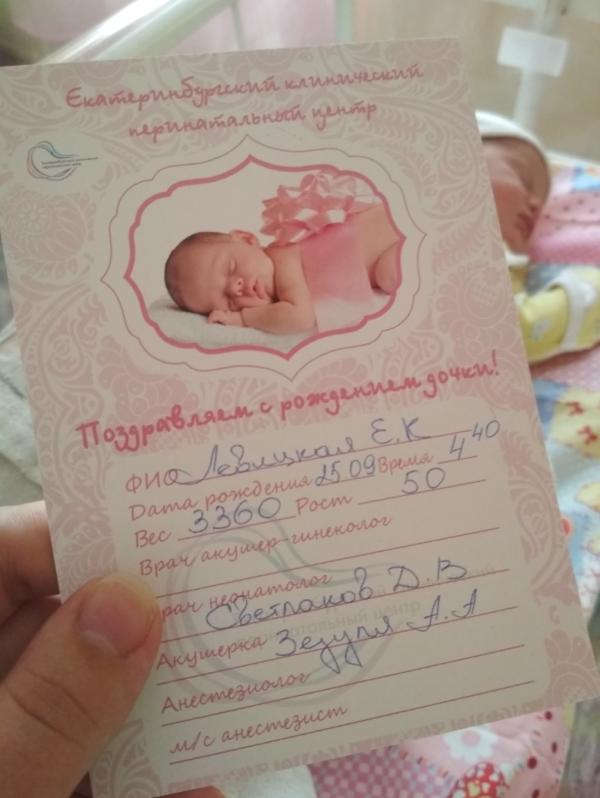 Екатеринбургский клинический
перинатальный центр
Поздравляем с рождением дочки!
ФИО Левицкая Е.К
Дата рождения 25.09 Время 4 40
Вес 3360 Рост 50
Врач акушер-гинеколог
рач неонатолог
Светлаков Д.В
Акушерка Зезуля А.А
Анестезиолог
м/с анестезист